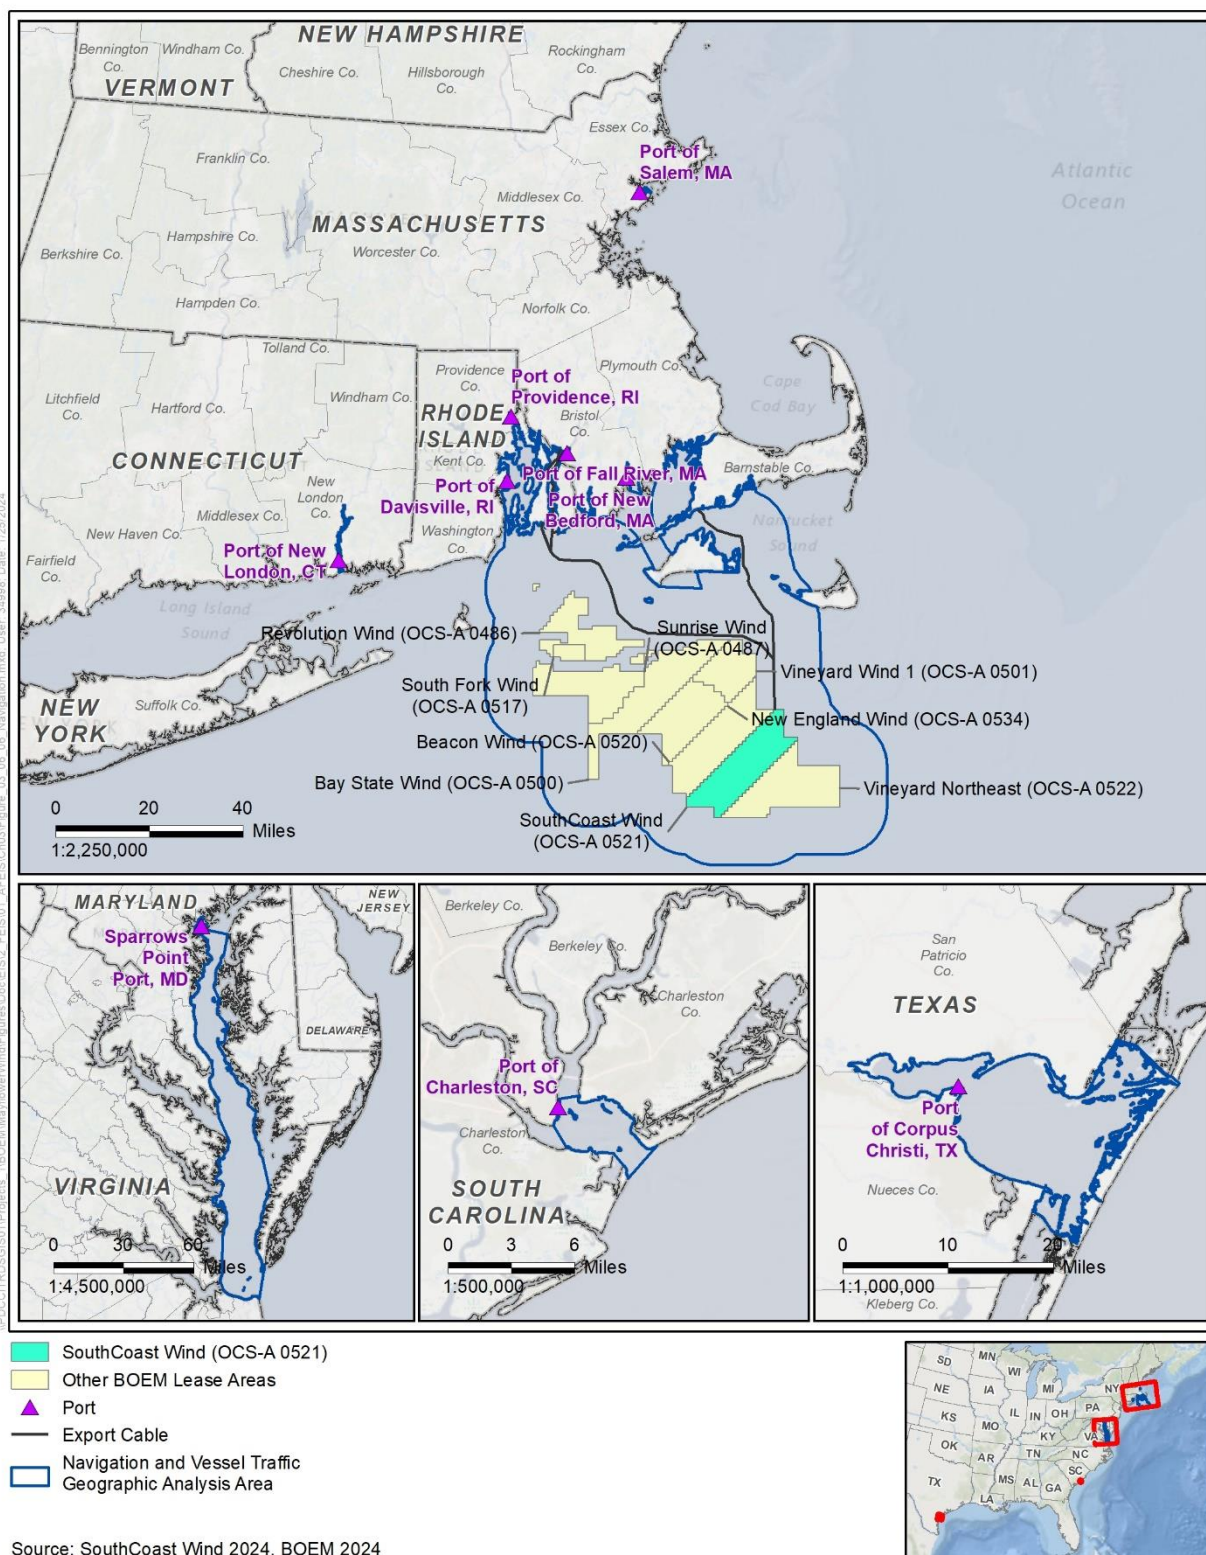 NEW HAMPSHIRE
Bennington
Co.
Windham Co.
Cheshire Co.
Hillsborough
Co.
Rockingham
Co.
VERMONT
Essex Co.
Port of
Salem, MA
Franklin Co.
Middlesex Co.
Atlantic
Ocean
MASSACHUSETTS
Hampshire Co.
Worcester Co.
Berkshire Co.
Hampden Co.
Norfolk Co.
Tolland Co.
Providence
Co.
Plymouth Co.
Port of
Providence, RI
Cape
Cod Bay
Litchfield
Co.
Hartford Co.
Windham Co.
RHODE
ISLAND
Bristol
Co.
CONNECTICUT
Kent Co.
Port of Fall River, MA
Barnstable Co.
New
London
Co.
Port of
Davisville, RI
Port of New
Bedford, MA
Middlesex Co.
New Haven Co.
Washington
Co.
Nantucket
Sound
Fairfield
Co.
Port of New
London, CT
Long Island
Sound
Revolution Wind (OCS-A 0486)
Sunrise Wind
(OCS-A 0487)
Vineyard Wind 1 (OCS-A 0501)
South Fork Wind
(OCS-A 0517)
NEW
YORK
Suffolk Co.
New England Wind (OCS-A 0534)
Beacon Wind (OCS-A 0520)
Bay State Wind (OCS-A 0500)
Vineyard Northeast (OCS-A 0522)
SouthCoast Wind
(OCS-A 0521)
0 20 40
Miles
1:2,250,000
MARYLAND
NEW
JERSEY
Sparrows
Point
Port, MD
DELAWARE
VIRGINIA
0 30 60
Miles
1:4,500,000
Berkeley Co.
Berkeley Co.
Charleston
Co.
Port of
Charleston, SC
Charleston
Co.
SOUTH
CAROLINA
0 3 6
Miles
1:500,000
San
Patricio
Co.
TEXAS
Port
of Corpus
Christi, TX
Nueces Co.
0 10 20
Miles
1:1,000,000
Kleberg Co.
SouthCoast Wind (OCS-A 0521)
Other BOEM Lease Areas
Port
Export Cable
Navigation and Vessel Traffic
Geographic Analysis Area
Source: SouthCoast Wind 2024, BOEM 2024
SD
MN
WI
MI
NY
NE
IA
IL
IN
OH
PA
KS
MO
KY
VA
OK
AR
TN
NC
SC
TX
LA
MS
AL
GA
FL